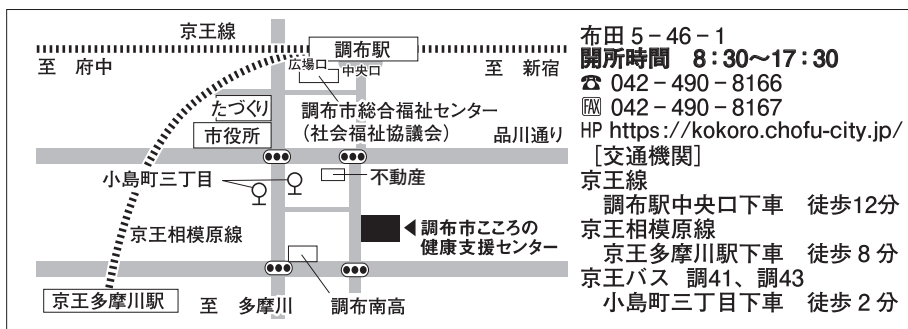 京王線
調布駅
広場口
中央口
至 府中
至 新宿
たづくり
市役所
調布市総合福祉センター
(社会福祉協議会)
品川通り
小島町三丁目
不動産
京王相模原線
◀調布市こころの
健康支援センター
京王多摩川駅
至 多摩川
調布南高
布田5−46−1
開所時間 8:30〜17:30
☎ 042−490−8166
FAX 042−490−8167
HP https://kokoro.chofu-city.jp/
[交通機関]
京王線
調布駅中央口下車 徒歩12分
京王相模原線
京王多摩川駅下車 徒歩8分
京王バス 調41、調43
小島町三丁目下車 徒歩2分